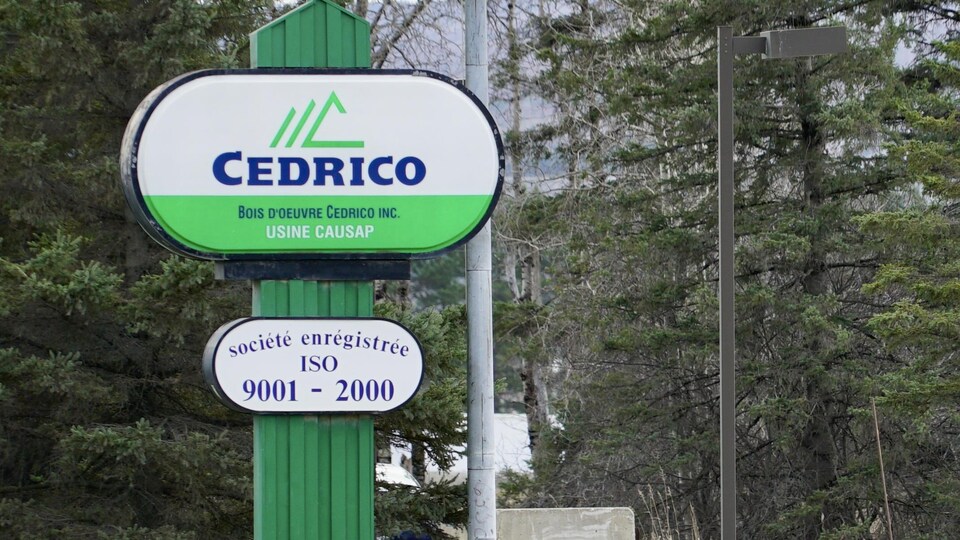 CEDRICO
BOIS D'OEUVRE CEDRICO INC.
USINE CAUSAP
société enrégistrée
ISO
9001 - 2000